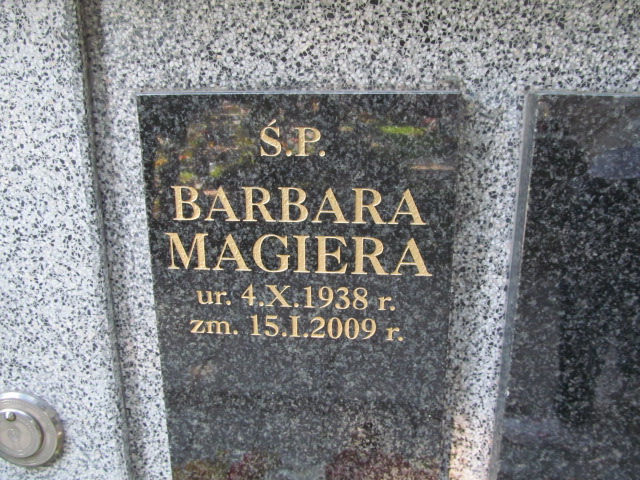 Ś.P.
BARBARA
MAGIERA
ur. 4.X.1938 r.
zm. 15.I.2009 r.